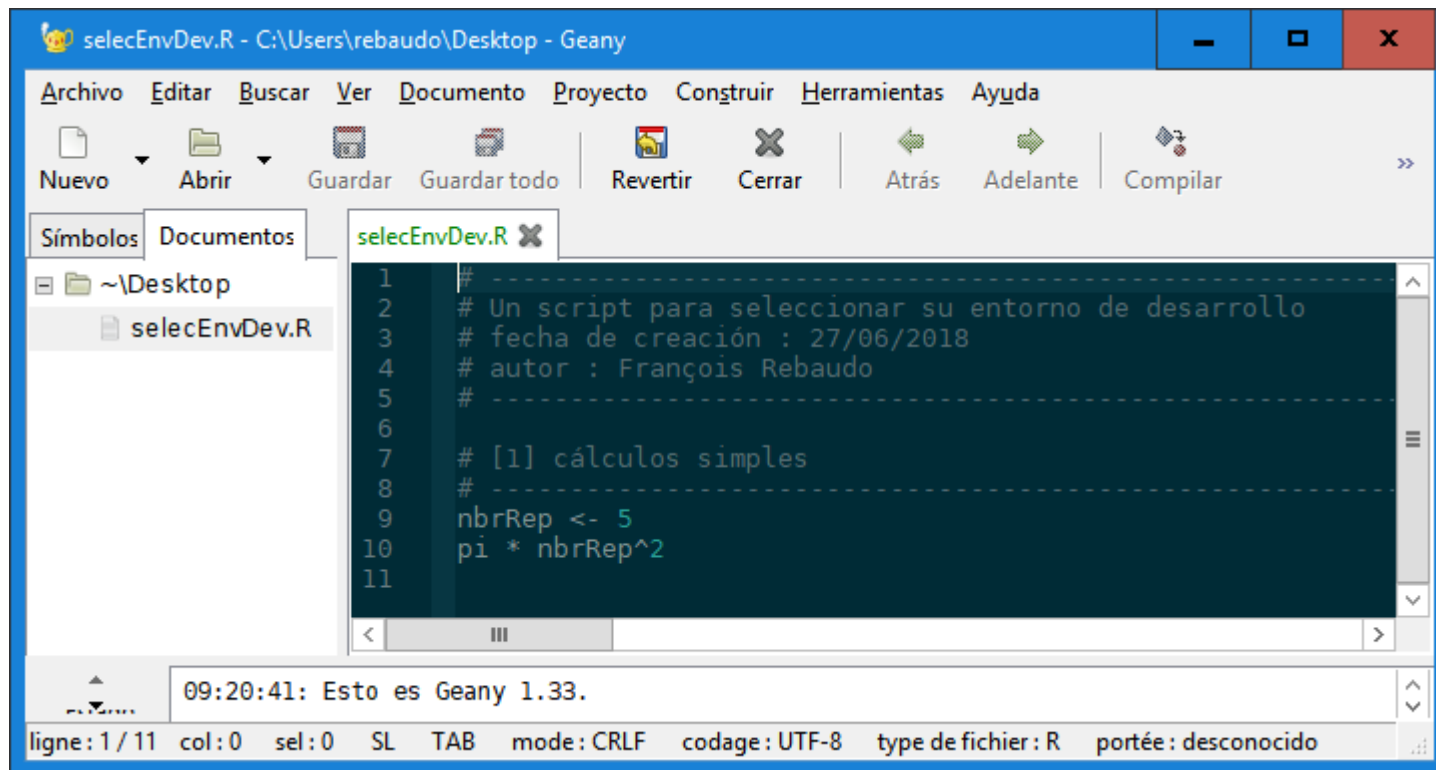 selecEnvDev.R - C:\Users\rebaudo\Desktop - Geany
Archivo Editar Buscar Ver Documento Proyecto Construir Herramientas Ayuda
Nuevo Abrir Guardar Guardar todo Revertir Cerrar Atrás Adelante Compilar »
Símbolos Documentos selecEnvDev.R
~\Desktop
selecEnvDev.R
1 # ---------------------------------------------------------
2 # Un script para seleccionar su entorno de desarrollo
3 # fecha de creación : 27/06/2018
4 # autor : François Rebaudo
5 # ---------------------------------------------------------
6
7 # [1] cálculos simples
8 # ---------------------------------------------------------
9 nbrRep <- 5
10 pi * nbrRep^2
11
09:20:41: Esto es Geany 1.33.
ligne : 1 / 11 col : 0 sel : 0 SL TAB mode : CRLF codage : UTF-8 type de fichier : R portée : desconocido